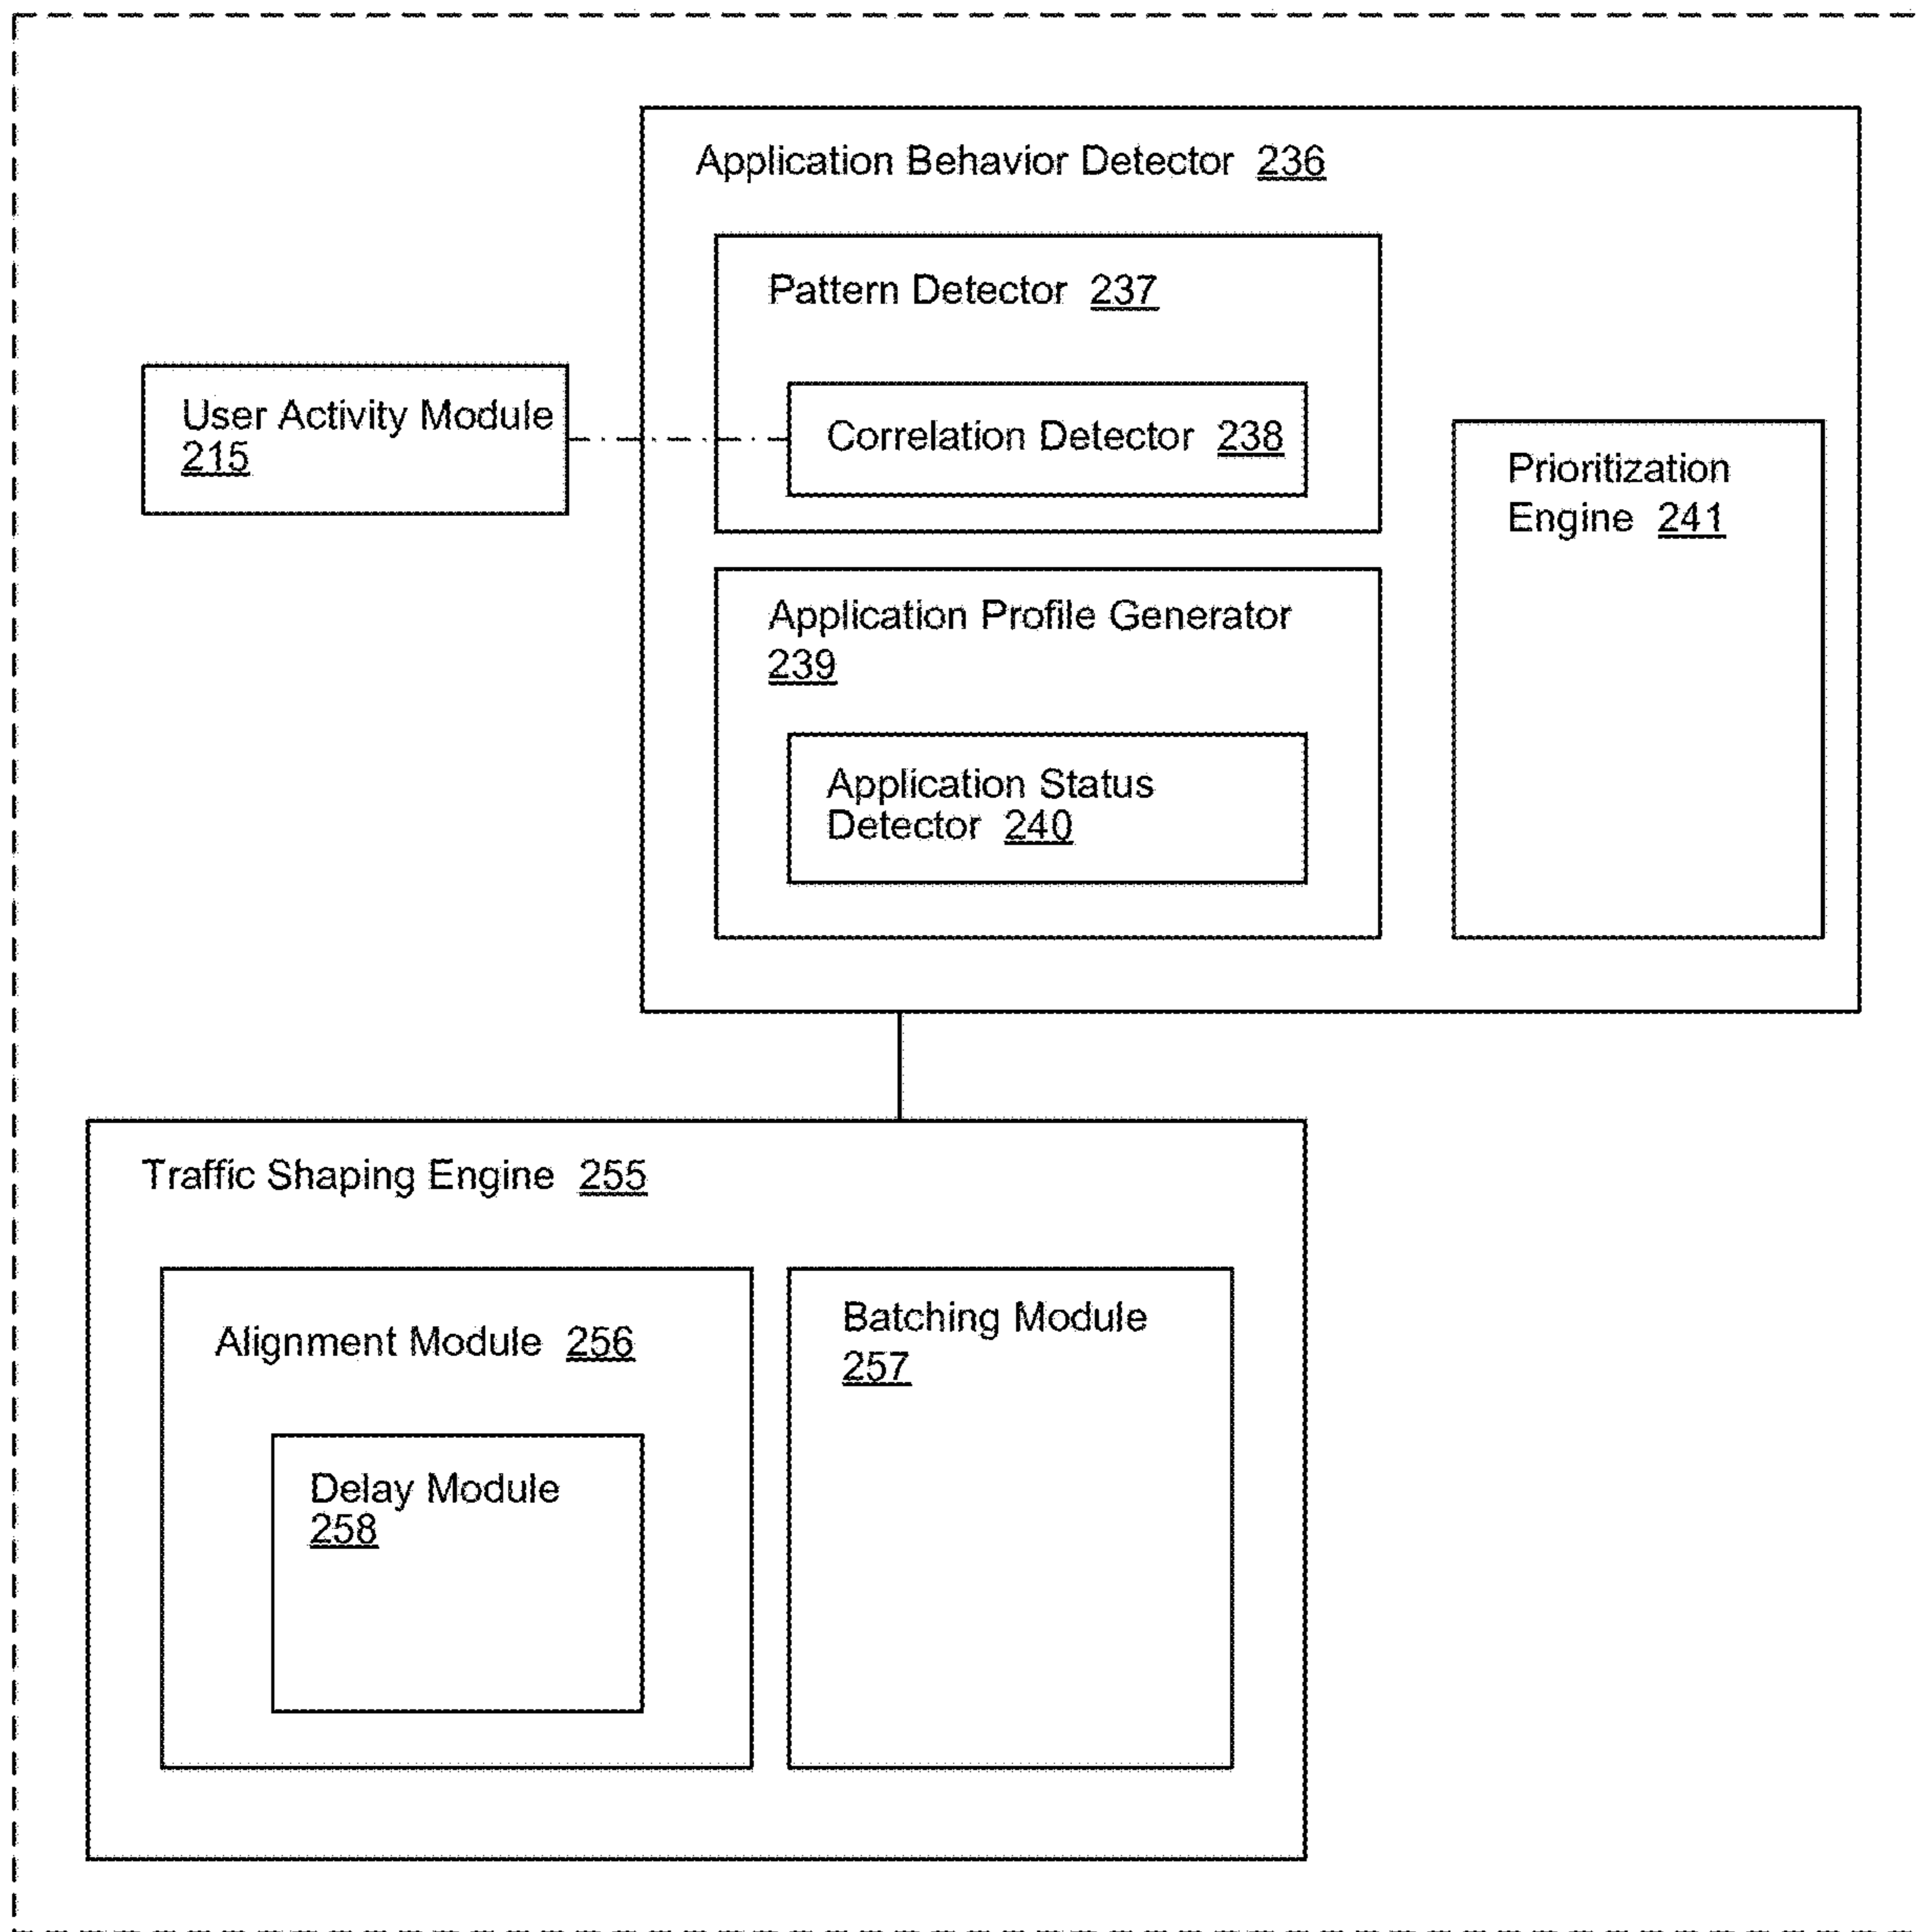 Application Behavior Detector 236
Pattern Detector 237
User Activity Module
215
Correlation Detector 238
Prioritization
Engine 241
Application Profile Generator
239
Application Status
Detector 240
Traffic Shaping Engine 255
Alignment Module 256
Batching Module
257
Delay Module
258